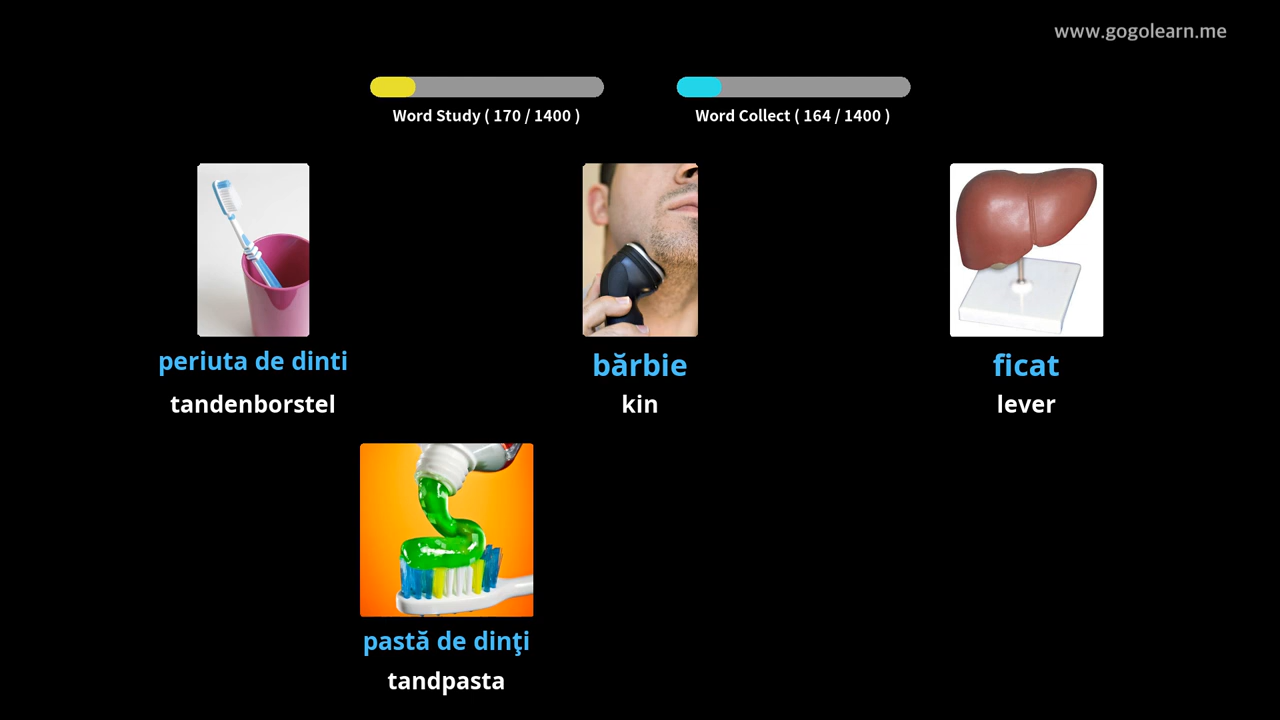 www.gogolearn.me
Word Study ( 170 / 1400 )
Word Collect ( 164 / 1400 )
periuta de dinti
tandenborstel
bărbie
kin
ficat
lever
pastă de dinţi
tandpasta